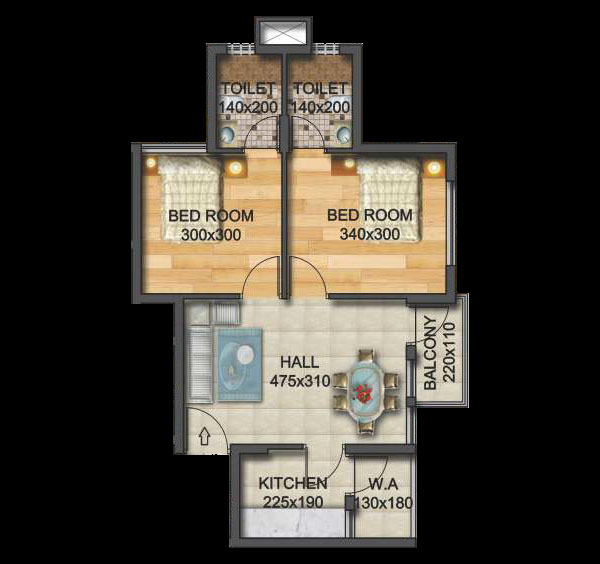 TOILET
140x200
TOILET
140x200
BED ROOM
300x300
BED ROOM
340x300
HALL
475x310
BALCONY
220x110
KITCHEN
225x190
W.A
130x180